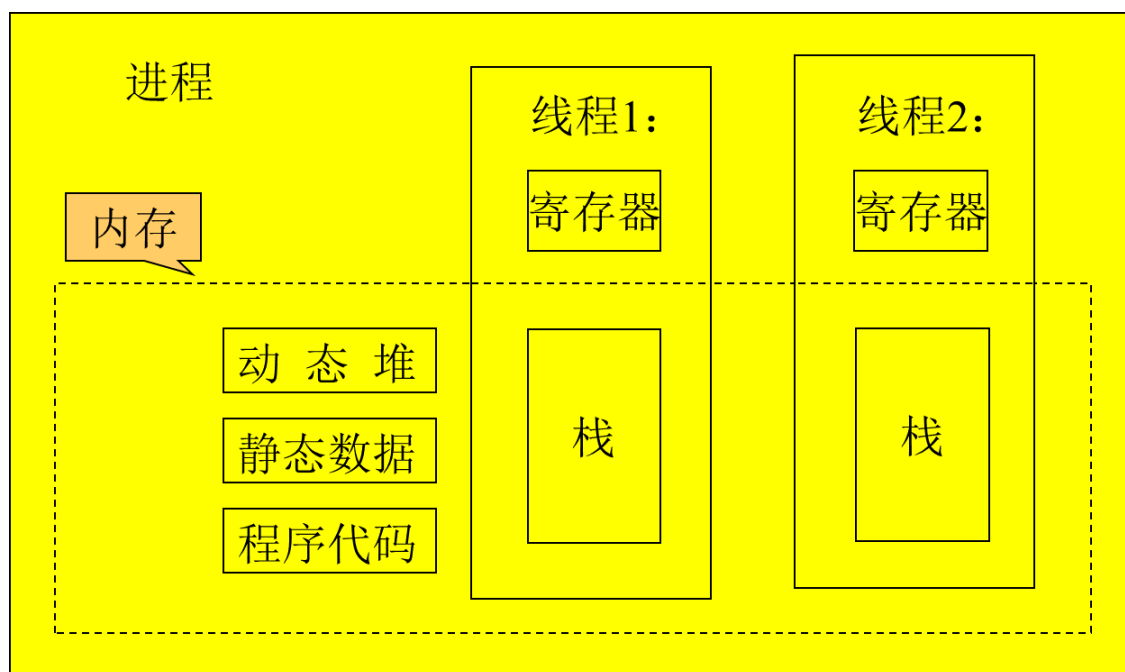 进程
线程1：
线程2：
寄存器
寄存器
内存
动 态 堆
静态数据
程序代码
栈
栈